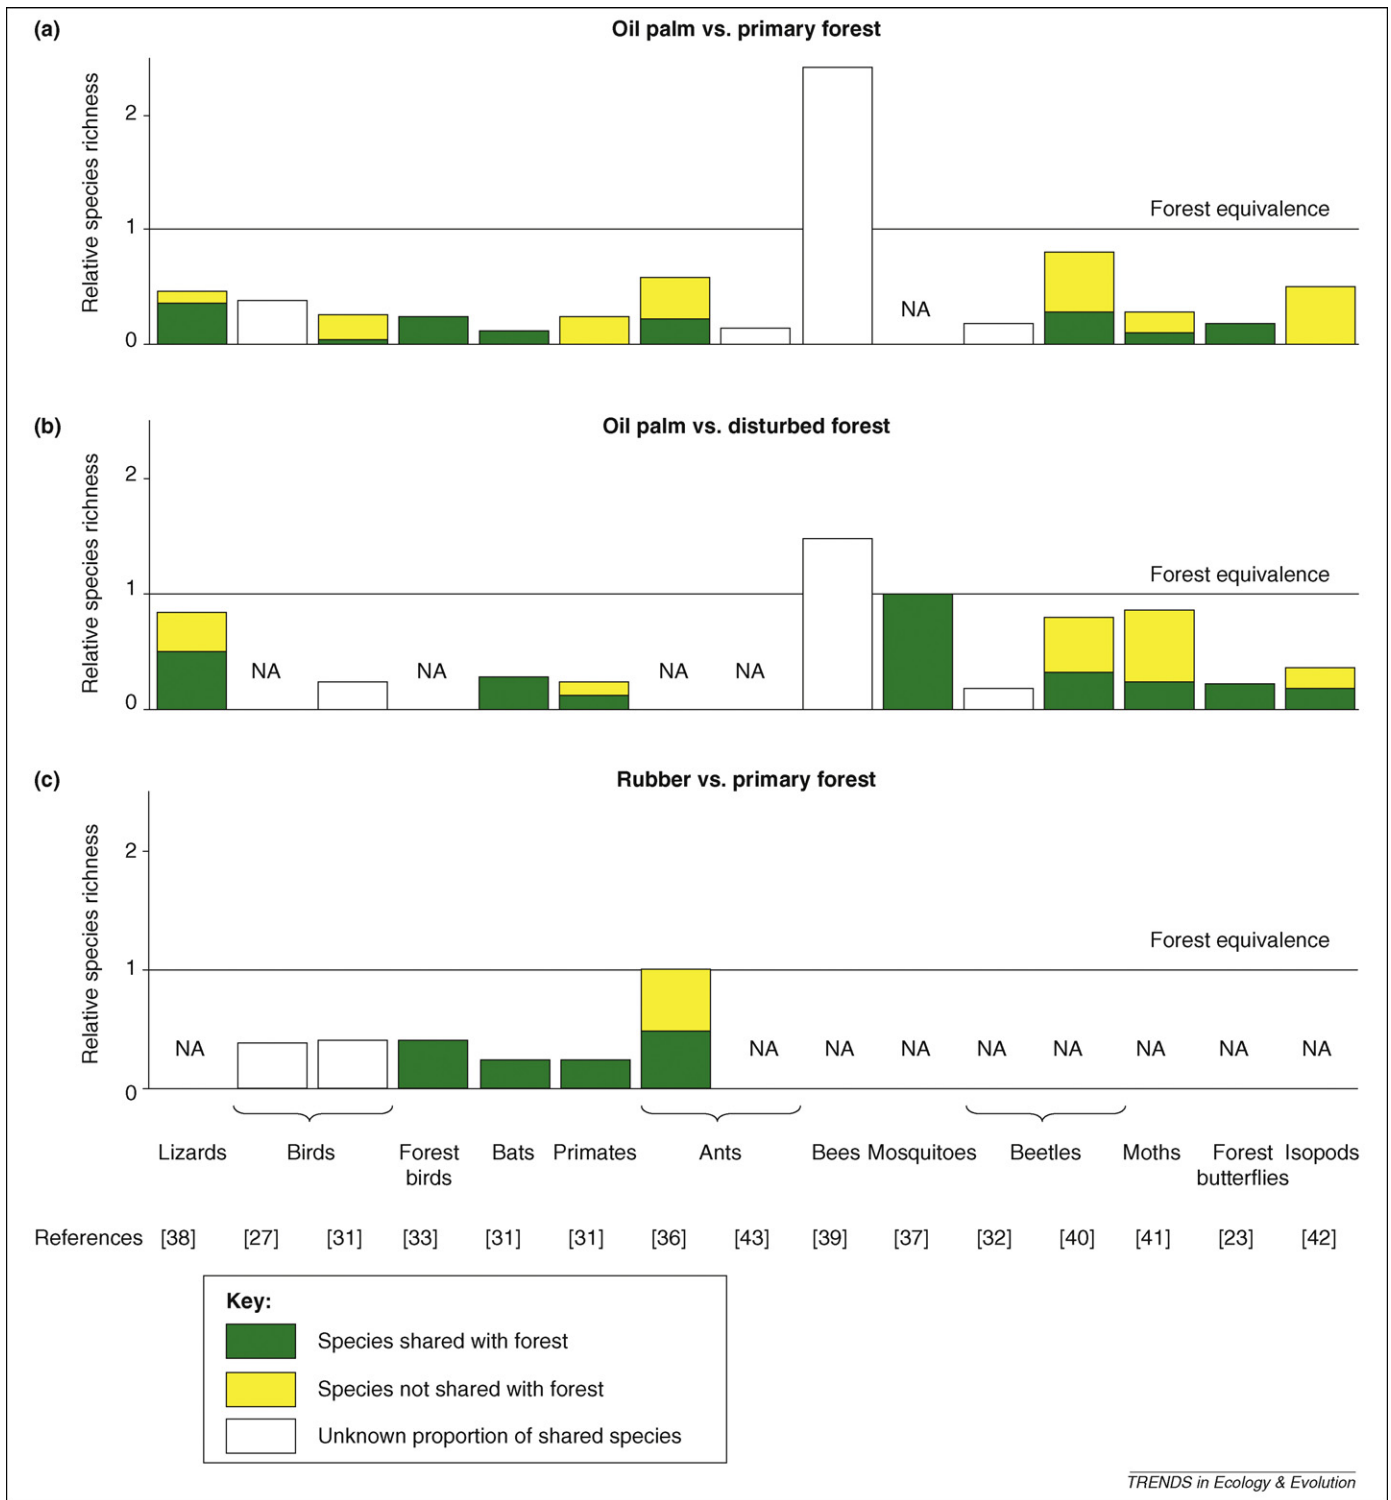 (a) Oil palm vs. primary forest
Relative species richness
2
1
0
Forest equivalence
NA
(b) Oil palm vs. disturbed forest
Relative species richness
2
1
0
Forest equivalence
NA NA NA NA
(c) Rubber vs. primary forest
Relative species richness
2
1
0
Forest equivalence
NA NA NA NA NA NA NA NA NA
Lizards Birds Forest birds Bats Primates Ants Bees Mosquitoes Beetles Moths Forest butterflies Isopods
References [38] [27] [31] [33] [31] [31] [36] [43] [39] [37] [32] [40] [41] [23] [42]
Key:
Species shared with forest
Species not shared with forest
Unknown proportion of shared species
TRENDS in Ecology & Evolution